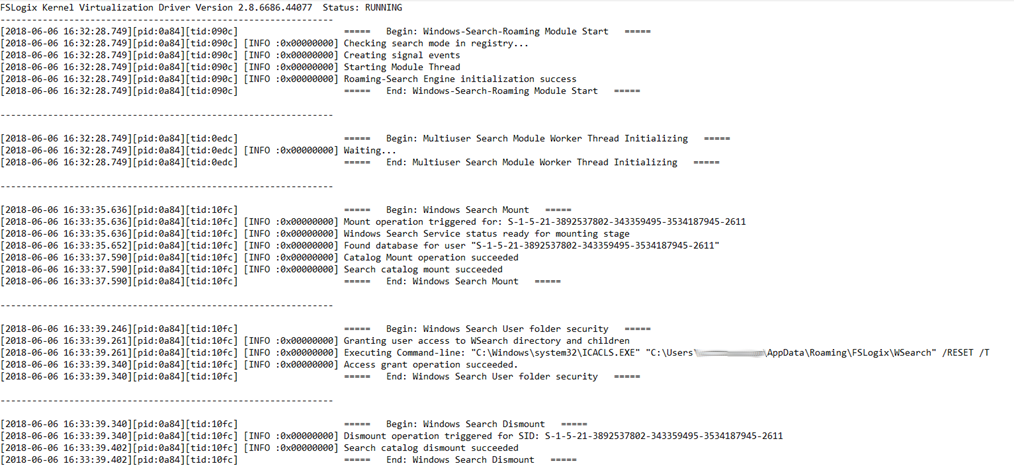 FSLogix Kernel Virtualization Driver Version 2.8.6686.44077  Status: RUNNING
---------------------------------------------------------------
[2018-06-06 16:32:28.749][pid:0a84][tid:090c]                    =====   Begin: Windows-Search-Roaming Module Start   =====
[2018-06-06 16:32:28.749][pid:0a84][tid:090c] [INFO :0x00000000] Checking search mode in registry...
[2018-06-06 16:32:28.749][pid:0a84][tid:090c] [INFO :0x00000000] Creating signal events
[2018-06-06 16:32:28.749][pid:0a84][tid:090c] [INFO :0x00000000] Starting Module Thread
[2018-06-06 16:32:28.749][pid:0a84][tid:090c] [INFO :0x00000000] Roaming-Search Engine initialization success
[2018-06-06 16:32:28.749][pid:0a84][tid:090c]                    =====   End: Windows-Search-Roaming Module Start   =====
---------------------------------------------------------------
[2018-06-06 16:32:28.749][pid:0a84][tid:0edc]                    =====   Begin: Multiuser Search Module Worker Thread Initializing   =====
[2018-06-06 16:32:28.749][pid:0a84][tid:0edc] [INFO :0x00000000] Waiting...
[2018-06-06 16:32:28.749][pid:0a84][tid:0edc]                    =====   End: Multiuser Search Module Worker Thread Initializing   =====
---------------------------------------------------------------
[2018-06-06 16:33:35.636][pid:0a84][tid:10fc]                    =====   Begin: Windows Search Mount   =====
[2018-06-06 16:33:35.636][pid:0a84][tid:10fc] [INFO :0x00000000] Mount operation triggered for: S-1-5-21-3892537802-343359495-3534187945-2611
[2018-06-06 16:33:35.636][pid:0a84][tid:10fc] [INFO :0x00000000] Windows Search Service status ready for mounting stage
[2018-06-06 16:33:35.652][pid:0a84][tid:10fc] [INFO :0x00000000] Found database for user "S-1-5-21-3892537802-343359495-3534187945-2611"
[2018-06-06 16:33:37.590][pid:0a84][tid:10fc] [INFO :0x00000000] Catalog Mount operation succeeded
[2018-06-06 16:33:37.590][pid:0a84][tid:10fc] [INFO :0x00000000] Search catalog mount succeeded
[2018-06-06 16:33:37.590][pid:0a84][tid:10fc]                    =====   End: Windows Search Mount   =====
---------------------------------------------------------------
[2018-06-06 16:33:39.246][pid:0a84][tid:10fc]                    =====   Begin: Windows Search User folder security   =====
[2018-06-06 16:33:39.261][pid:0a84][tid:10fc] [INFO :0x00000000] Granting user access to WSearch directory and children
[2018-06-06 16:33:39.261][pid:0a84][tid:10fc] [INFO :0x00000000] Executing Command-line: "C:\Windows\system32\ICACLS.EXE" "C:\Users\ \AppData\Roaming\FSLogix\WSearch" /RESET /T
[2018-06-06 16:33:39.340][pid:0a84][tid:10fc] [INFO :0x00000000] Access grant operation succeeded.
[2018-06-06 16:33:39.340][pid:0a84][tid:10fc]                    =====   End: Windows Search User folder security   =====
---------------------------------------------------------------
[2018-06-06 16:33:39.340][pid:0a84][tid:10fc]                    =====   Begin: Windows Search Dismount   =====
[2018-06-06 16:33:39.340][pid:0a84][tid:10fc] [INFO :0x00000000] Dismount operation triggered for SID: S-1-5-21-3892537802-343359495-3534187945-2611
[2018-06-06 16:33:39.402][pid:0a84][tid:10fc] [INFO :0x00000000] Search catalog dismount succeeded
[2018-06-06 16:33:39.402][pid:0a84][tid:10fc]                    =====   End: Windows Search Dismount   =====